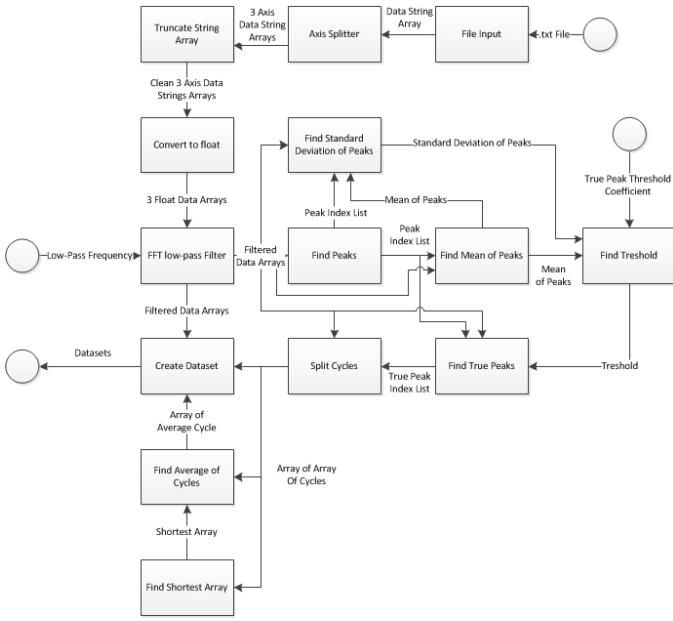 Truncate String
Array
3 Axis
Data String
Arrays
Axis Splitter
Data String
Array
File Input
.txt File
Clean 3 Axis Data
Strings Arrays
Convert to float
Find Standard
Deviation of Peaks
Standard Deviation of Peaks
True Peak Threshold
Coefficient
3 Float Data Arrays
Peak Index List
Mean of Peaks
Low-Pass Frequency
FFT low-pass Filter
Filtered
Data Arrays
Find Peaks
Peak
Index List
Find Mean of Peaks
Mean
of Peaks
Find Treshold
Filtered Data Arrays
Datasets
Create Dataset
Split Cycles
True Peak
Index List
Find True Peaks
Treshold
Array of
Average Cycle
Find Average of
Cycles
Array of Array
Of Cycles
Shortest Array
Find Shortest Array